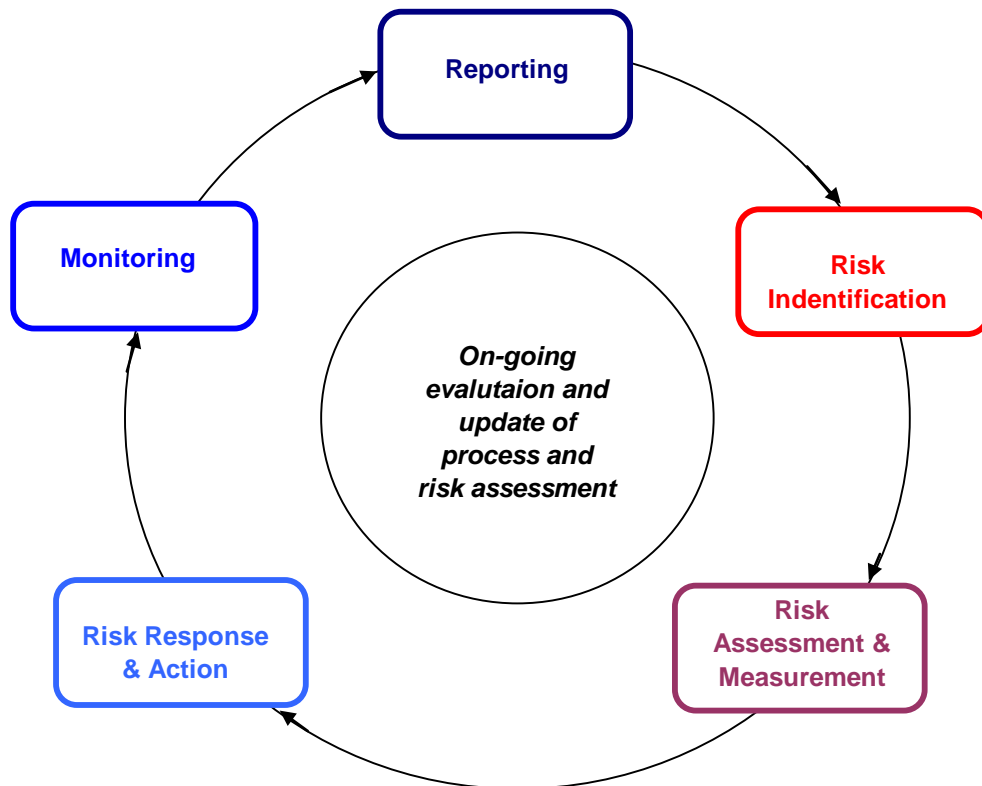 Reporting
Monitoring
Risk
Indentification
On-going
evalutaion and
update of
process and
risk assessment
Risk
Assessment &
Measurement
Risk Response
& Action